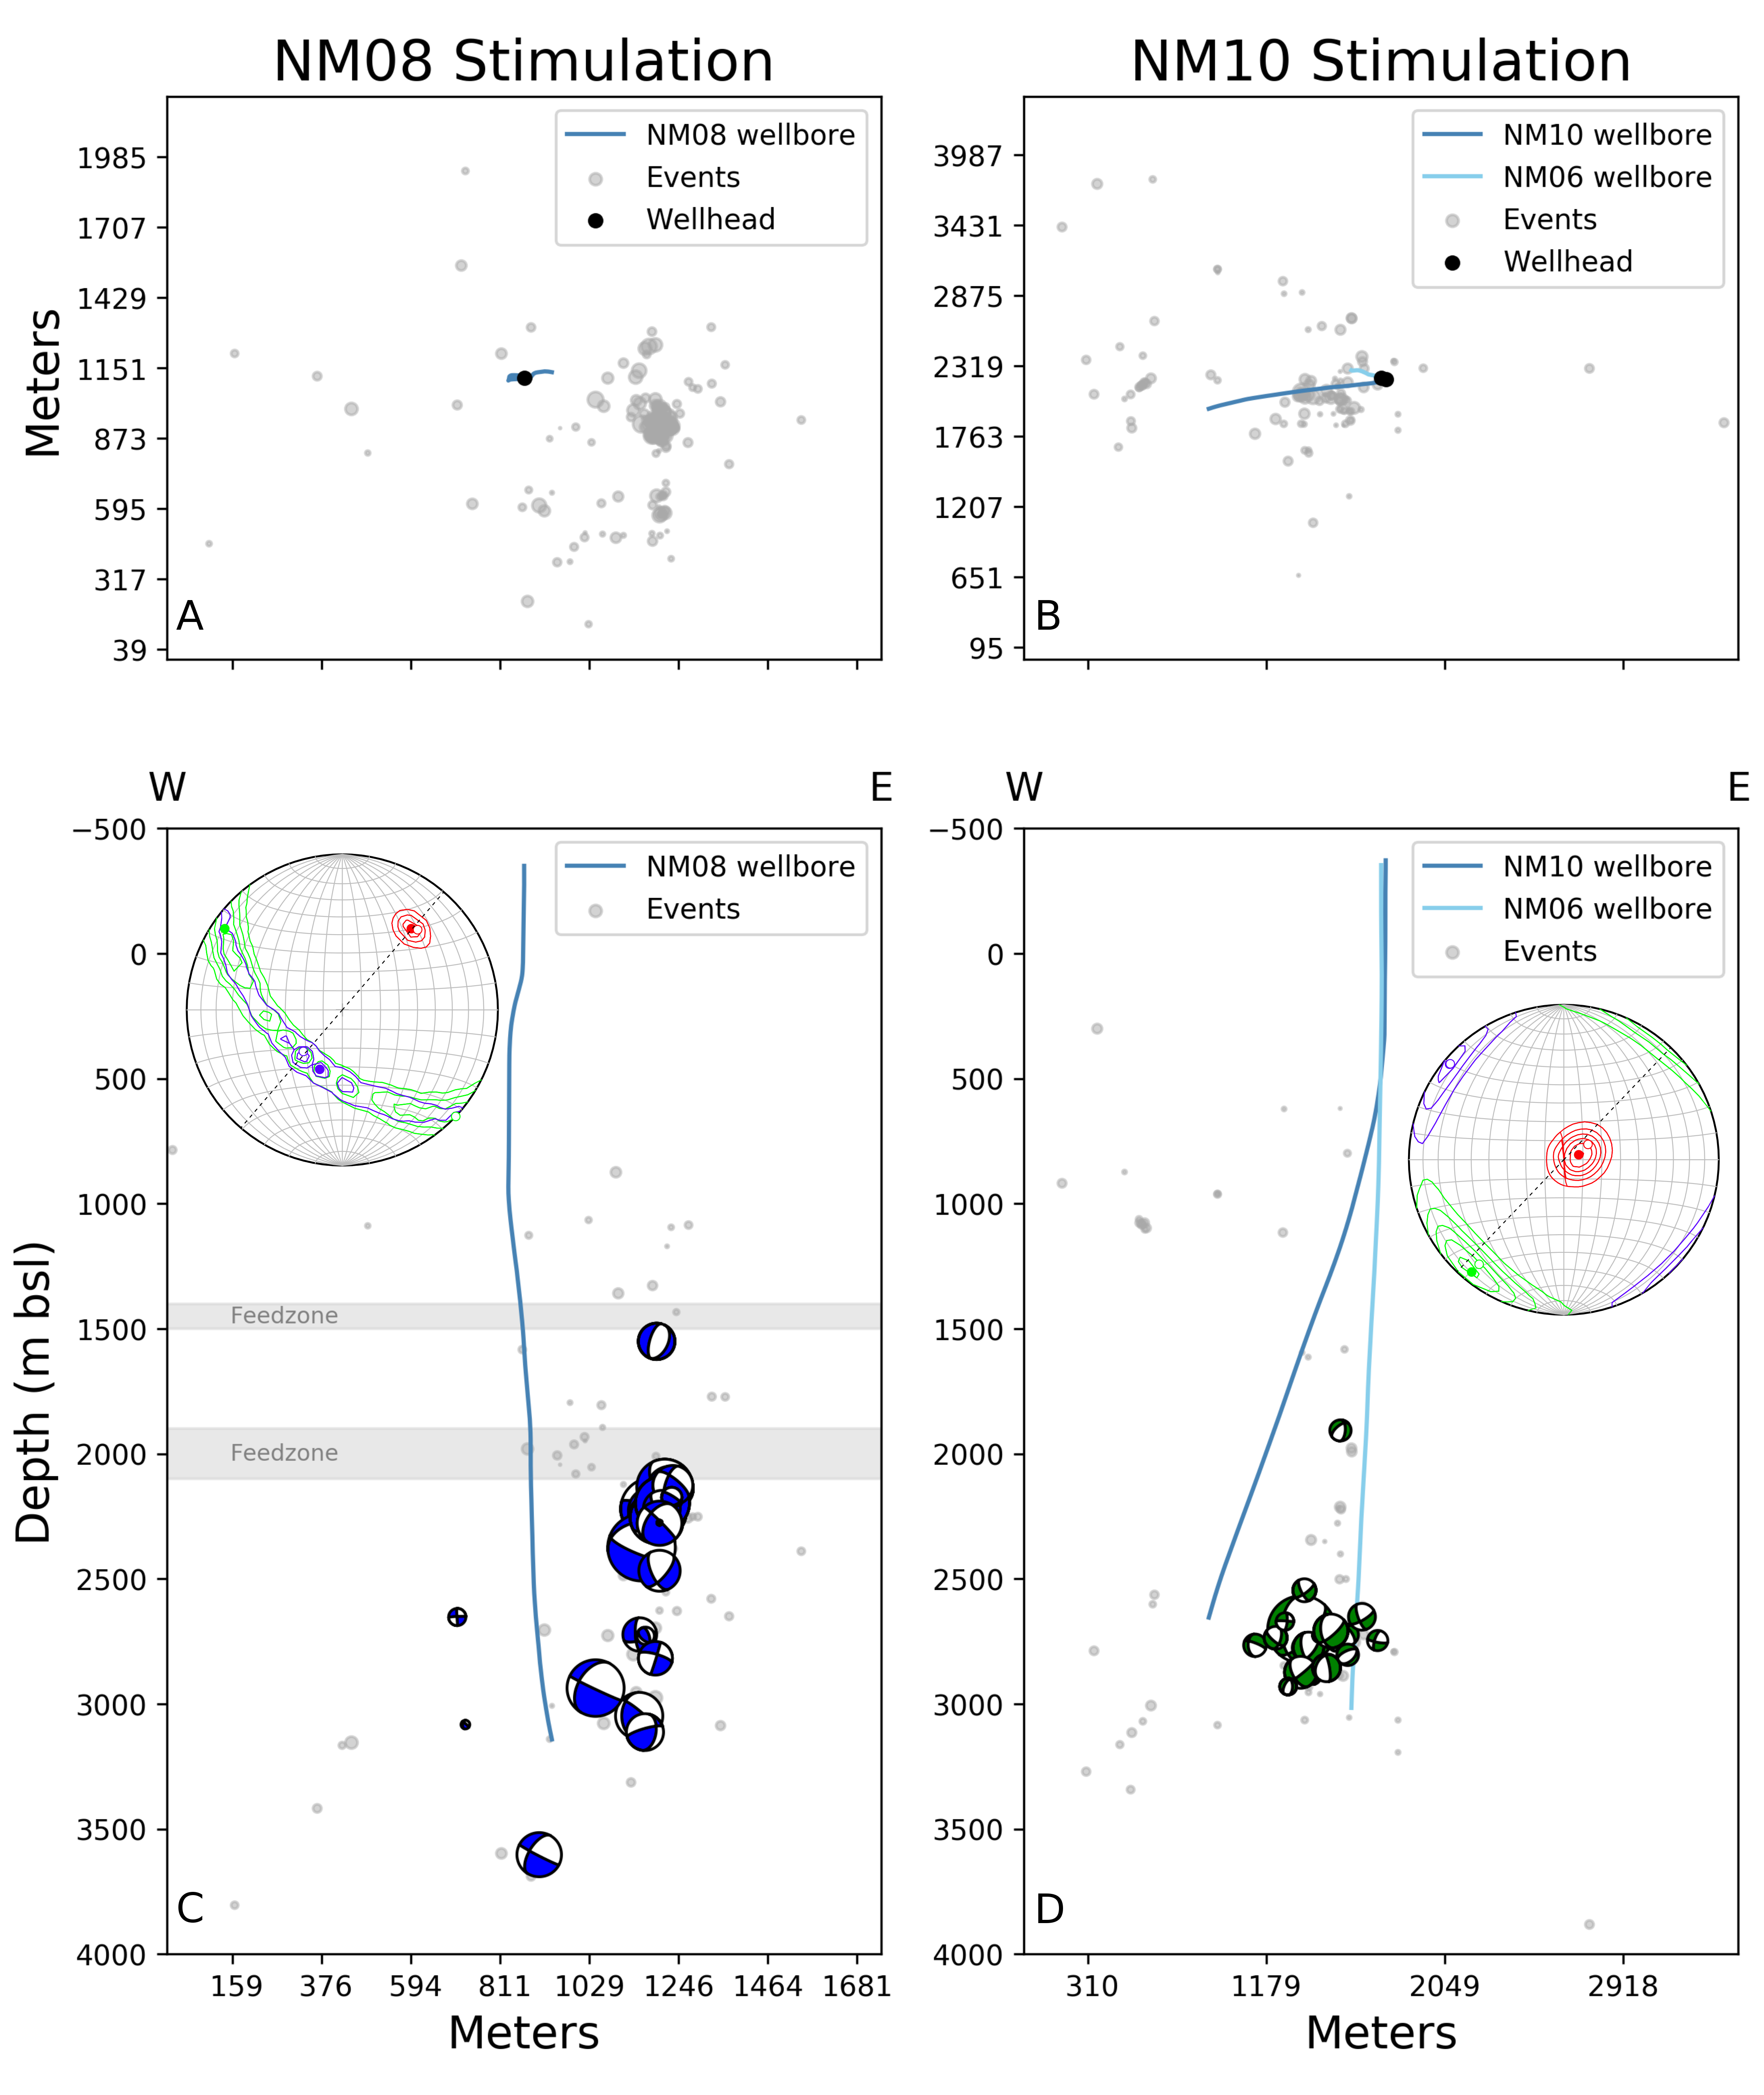 NM08 Stimulation
NM10 Stimulation
NM08 wellbore
Events
Wellhead
1985
1707
1429
1151
873
595
317
39
Meters
A
NM10 wellbore
NM06 wellbore
Events
Wellhead
3987
3431
2875
2319
1763
1207
651
95
B
W
E
W
E
NM08 wellbore
Events
−500
0
500
1000
1500
2000
2500
3000
3500
4000
Depth (m bsl)
Feedzone
Feedzone
C
159
376
594
811
1029
1246
1464
1681
Meters
NM10 wellbore
NM06 wellbore
Events
−500
0
500
1000
1500
2000
2500
3000
3500
4000
D
310
1179
2049
2918
Meters